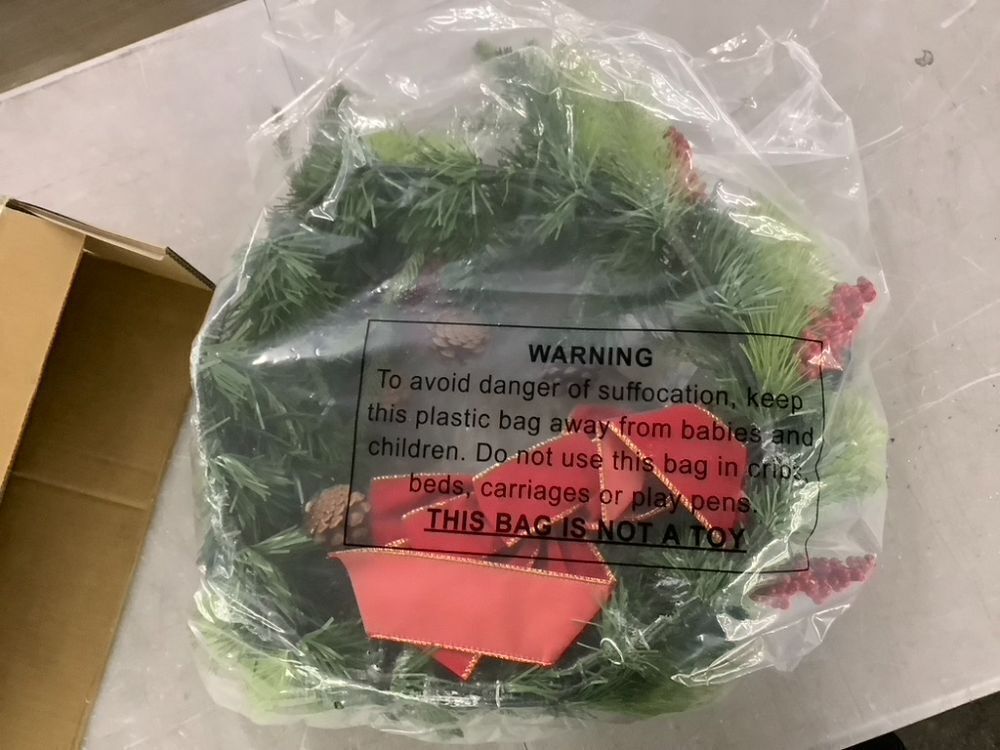 WARNING
To avoid danger of suffocation, keep
this plastic bag away from babies and
children. Do not use this bag in cribs,
beds, carriages or play pens.
THIS BAG IS NOT A TOY